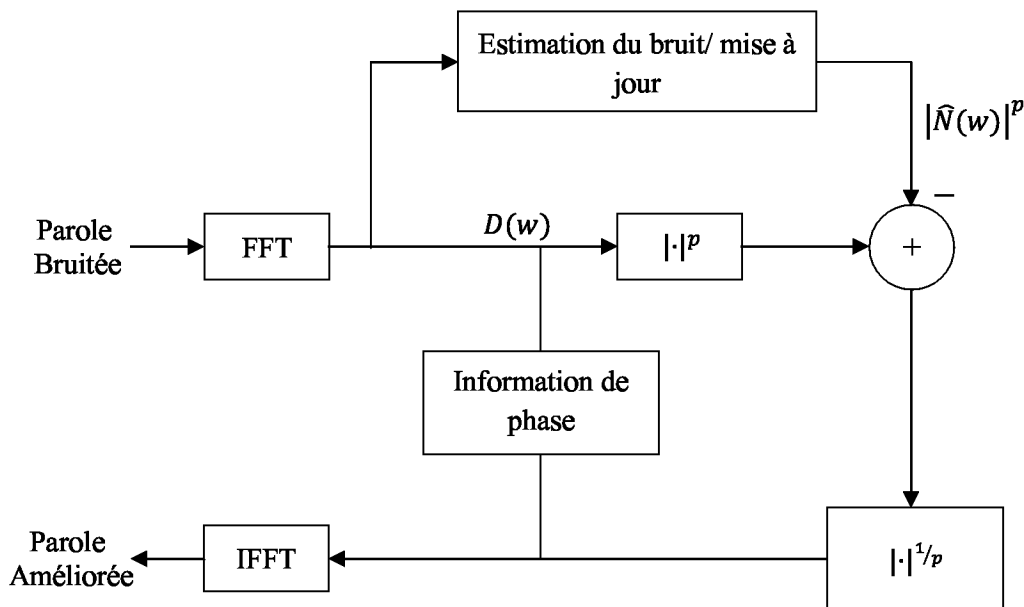 Estimation du bruit/ mise à
jour
|N̂(w)|^p
−
Parole
Bruitée
FFT
D(w)
|·|^p
+
Information de
phase
Parole
Améliorée
IFFT
|·|^1/p